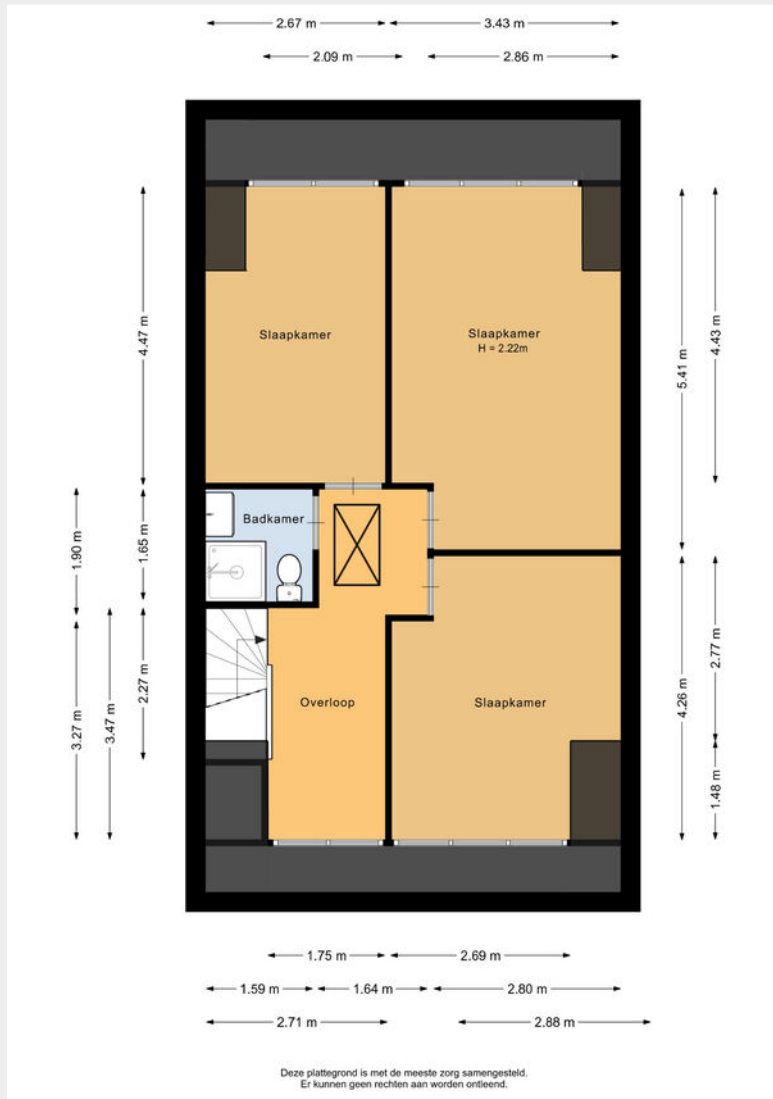 2.67 m 3.43 m
2.09 m 2.86 m
4.47 m
4.43 m
5.41 m
Slaapkamer
Slaapkamer
H = 2.22m
Badkamer
1.90 m
1.65 m
2.27 m
3.27 m
3.47 m
2.77 m
4.26 m
1.48 m
Overloop
Slaapkamer
1.75 m 2.69 m
1.59 m 1.64 m 2.80 m
2.71 m 2.88 m
Deze plattegrond is met de meeste zorg samengesteld.
Er kunnen geen rechten aan worden ontleend.